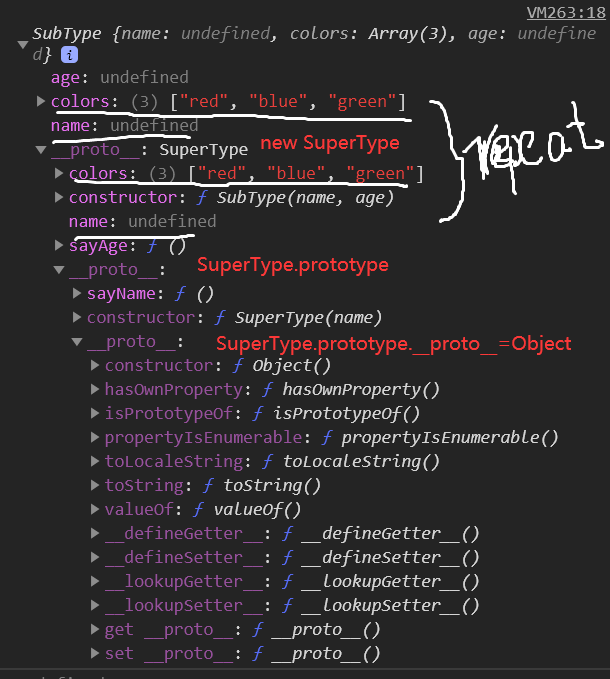 VM263:18
SubType {name: undefined, colors: Array(3), age: undefine
d} i
age: undefined
colors: (3) ["red", "blue", "green"]
name: undefined
new SuperType
repeat
__proto__: SuperType
colors: (3) ["red", "blue", "green"]
constructor: ƒ SubType(name, age)
name: undefined
sayAge: ƒ ()
__proto__:
SuperType.prototype
sayName: ƒ ()
constructor: ƒ SuperType(name)
__proto__:
SuperType.prototype.__proto__=Object
constructor: ƒ Object()
hasOwnProperty: ƒ hasOwnProperty()
isPrototypeOf: ƒ isPrototypeOf()
propertyIsEnumerable: ƒ propertyIsEnumerable()
toLocaleString: ƒ toLocaleString()
toString: ƒ toString()
valueOf: ƒ valueOf()
__defineGetter__: ƒ __defineGetter__()
__defineSetter__: ƒ __defineSetter__()
__lookupGetter__: ƒ __lookupGetter__()
__lookupSetter__: ƒ __lookupSetter__()
get __proto__: ƒ __proto__()
set __proto__: ƒ __proto__()